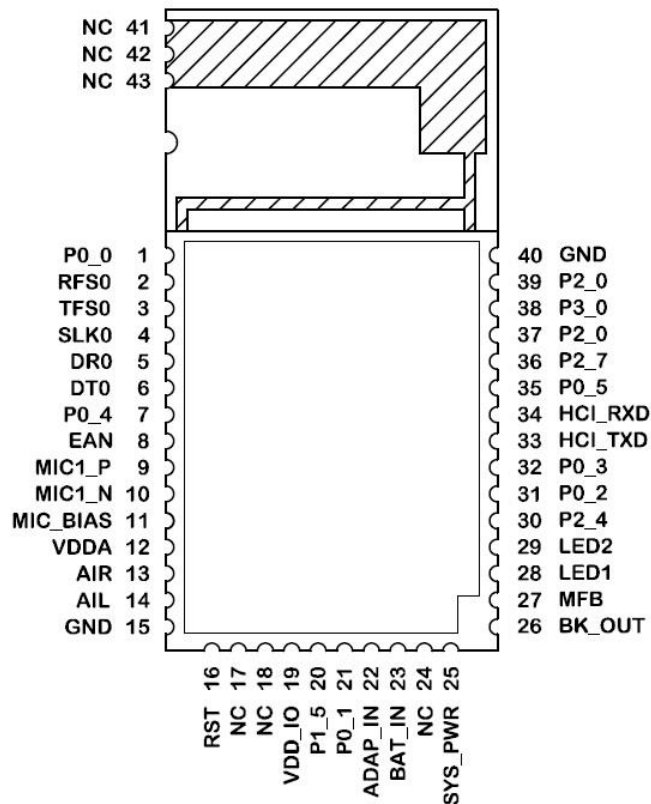 NC 41
NC 42
NC 43
P0_0 1
RFS0 2
TFS0 3
SLK0 4
DR0 5
DT0 6
P0_4 7
EAN 8
MIC1_P 9
MIC1_N 10
MIC_BIAS 11
VDDA 12
AIR 13
AIL 14
GND 15
RST 16
NC 17
NC 18
VDD_IO 19
P1_5 20
P0_1 21
ADAP_IN 22
BAT_IN 23
NC 24
SYS_PWR 25
40 GND
39 P2_0
38 P3_0
37 P2_0
36 P2_7
35 P0_5
34 HCI_RXD
33 HCI_TXD
32 P0_3
31 P0_2
30 P2_4
29 LED2
28 LED1
27 MFB
26 BK_OUT